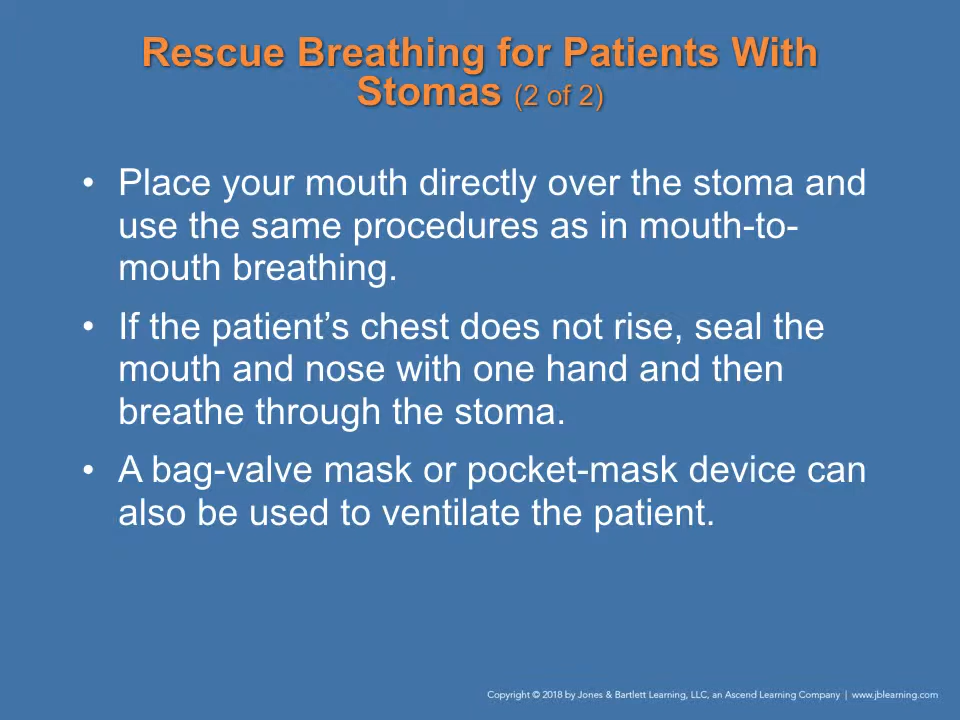 Rescue Breathing for Patients With
Stomas (2 of 2)
• Place your mouth directly over the stoma and
use the same procedures as in mouth-to-
mouth breathing.
• If the patient’s chest does not rise, seal the
mouth and nose with one hand and then
breathe through the stoma.
• A bag-valve mask or pocket-mask device can
also be used to ventilate the patient.
Copyright © 2018 by Jones & Bartlett Learning, LLC, an Ascend Learning Company | www.jblearning.com